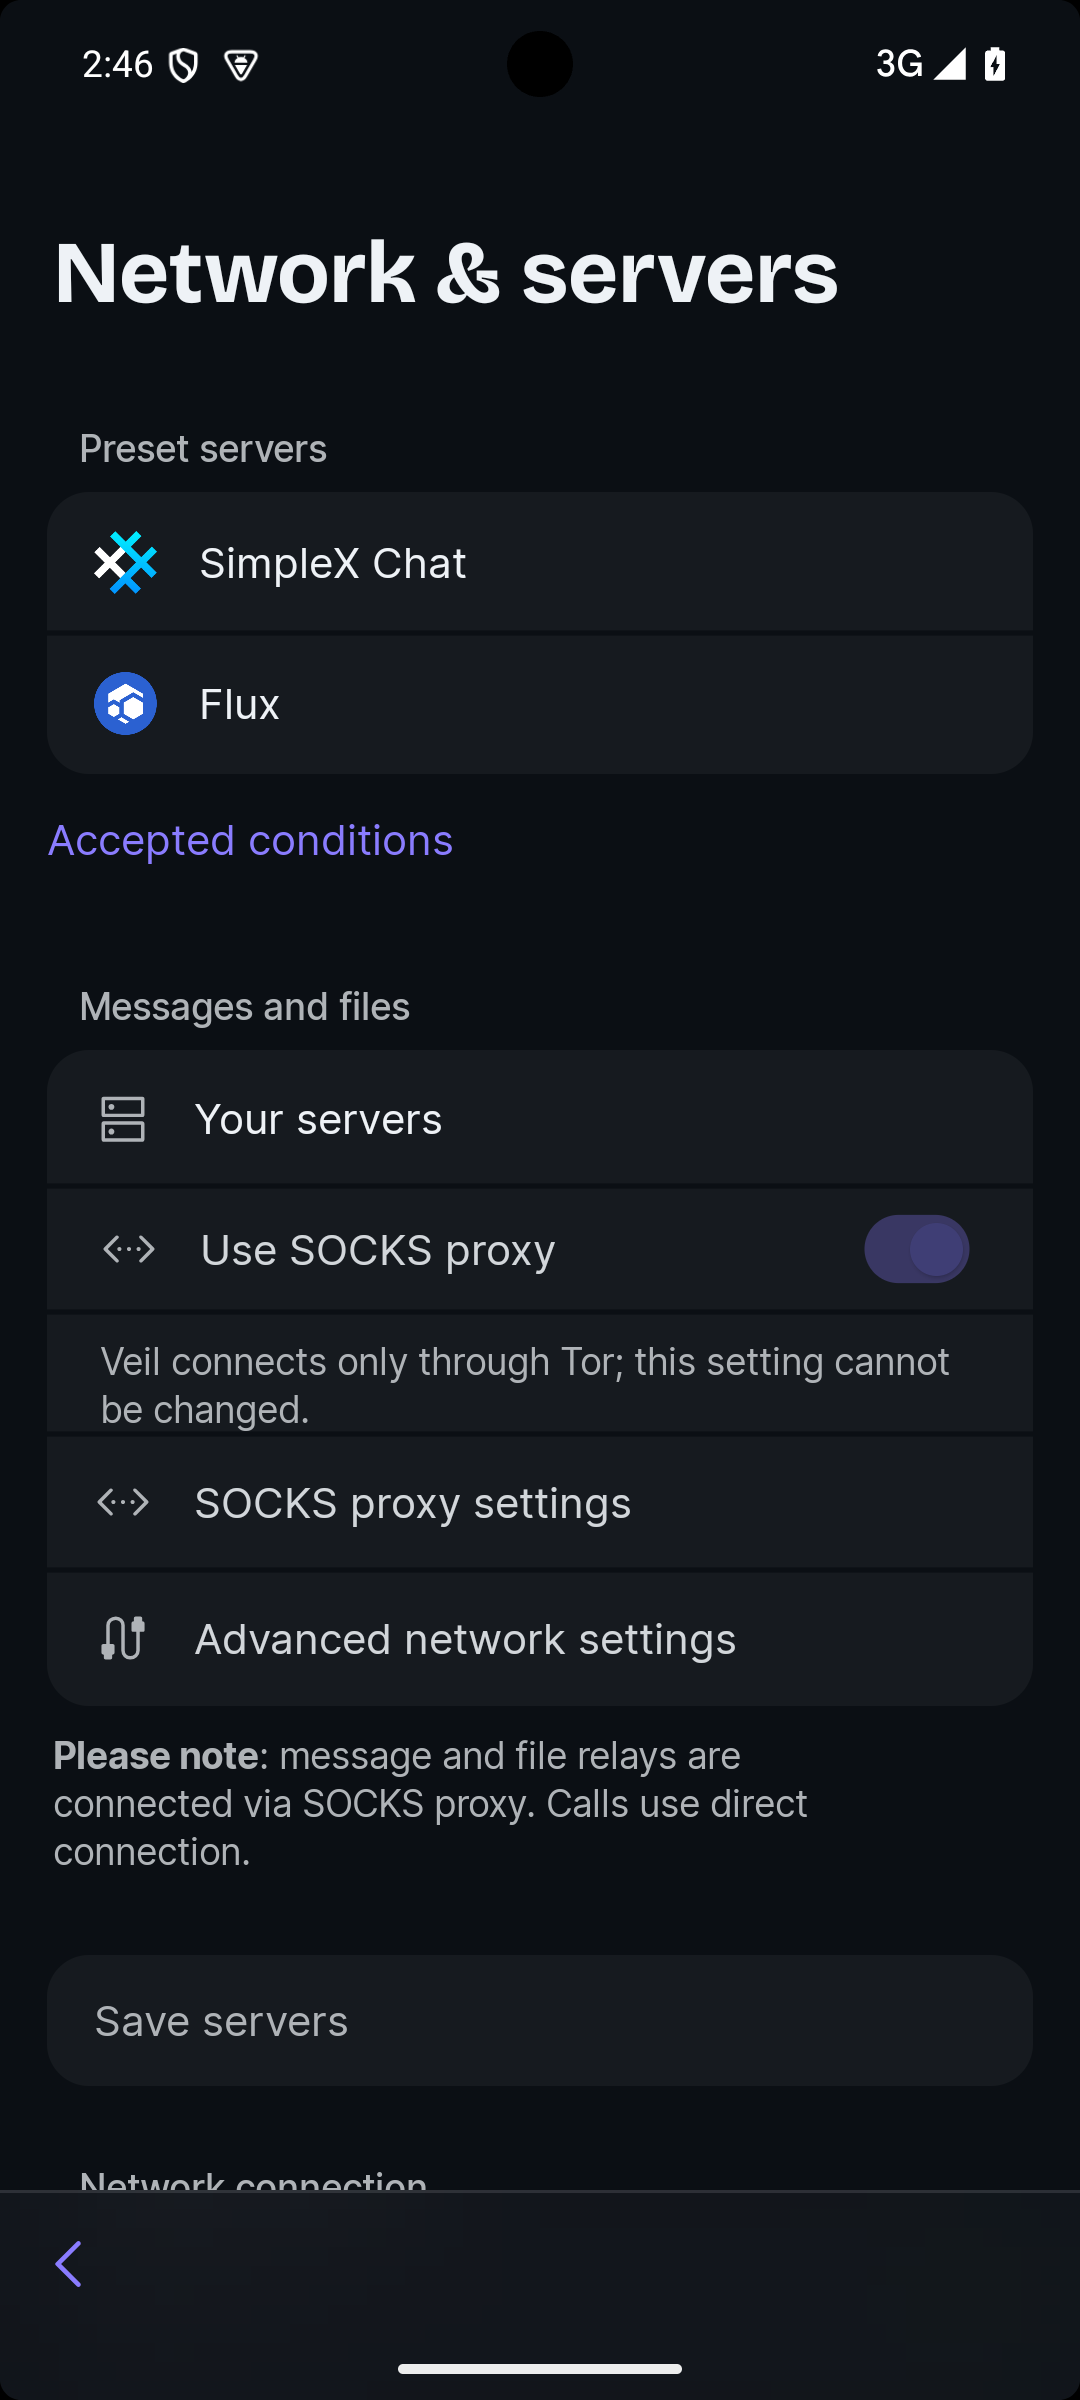 2:46
3G
Network & servers
Preset servers
SimpleX Chat
Flux
Accepted conditions
Messages and files
Your servers
Use SOCKS proxy
Veil connects only through Tor; this setting cannot
be changed.
SOCKS proxy settings
Advanced network settings
Please note: message and file relays are
connected via SOCKS proxy. Calls use direct
connection.
Save servers
Network connection